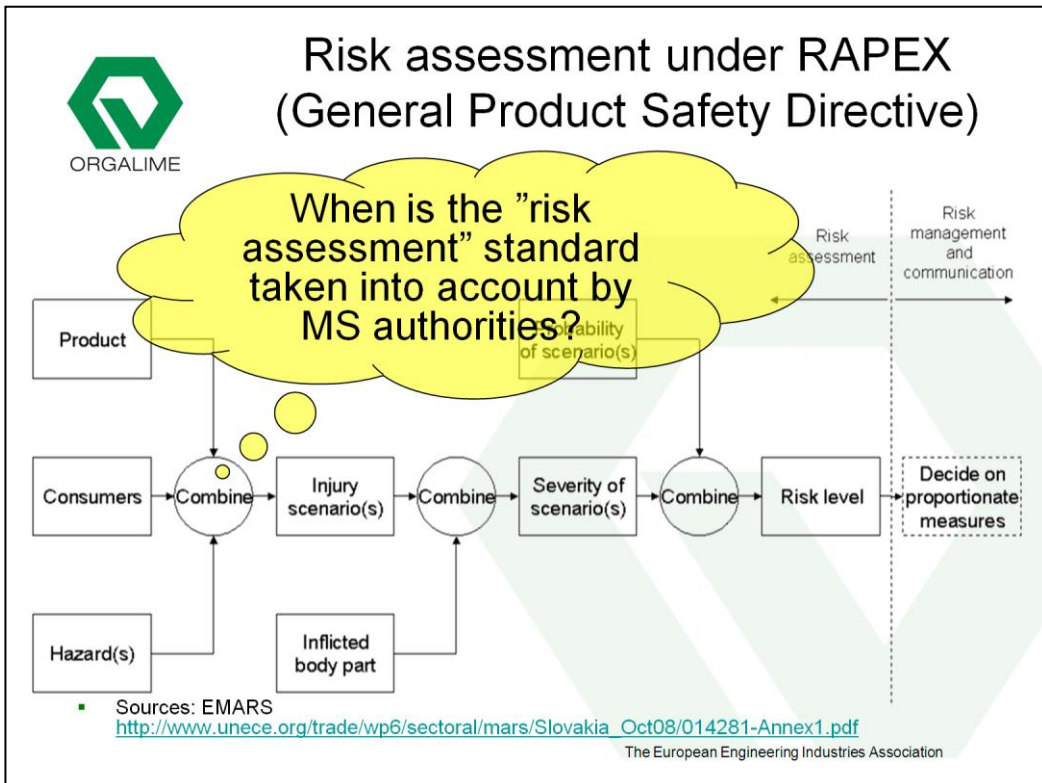 Risk assessment under RAPEX
(General Product Safety Directive)
ORGALIME
When is the ”risk
assessment” standard
taken into account by
MS authorities?
Risk
assessment
Risk
management
and
communication
Product
Probability
of scenario(s)
Consumers
Combine
Injury
scenario(s)
Combine
Severity of
scenario(s)
Combine
Risk level
Decide on
proportionate
measures
Hazard(s)
Inflicted
body part
Sources: EMARS
http://www.unece.org/trade/wp6/sectoral/mars/Slovakia_Oct08/014281-Annex1.pdf
The European Engineering Industries Association